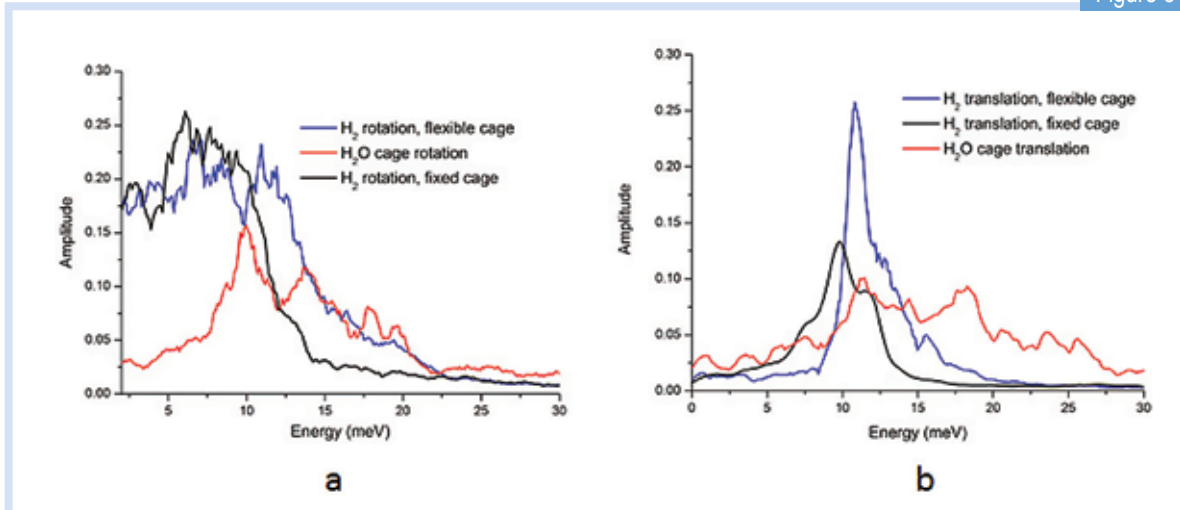 0.30
0.25
0.20
0.15
0.10
0.05
0.00
Amplitude
5
10
15
20
25
30
Energy (meV)
H₂ rotation, flexible cage
H₂O cage rotation
H₂ rotation, fixed cage
a
0.30
0.25
0.20
0.15
0.10
0.05
0.00
Amplitude
0
5
10
15
20
25
30
Energy (meV)
H₂ translation, flexible cage
H₂ translation, fixed cage
H₂O cage translation
b